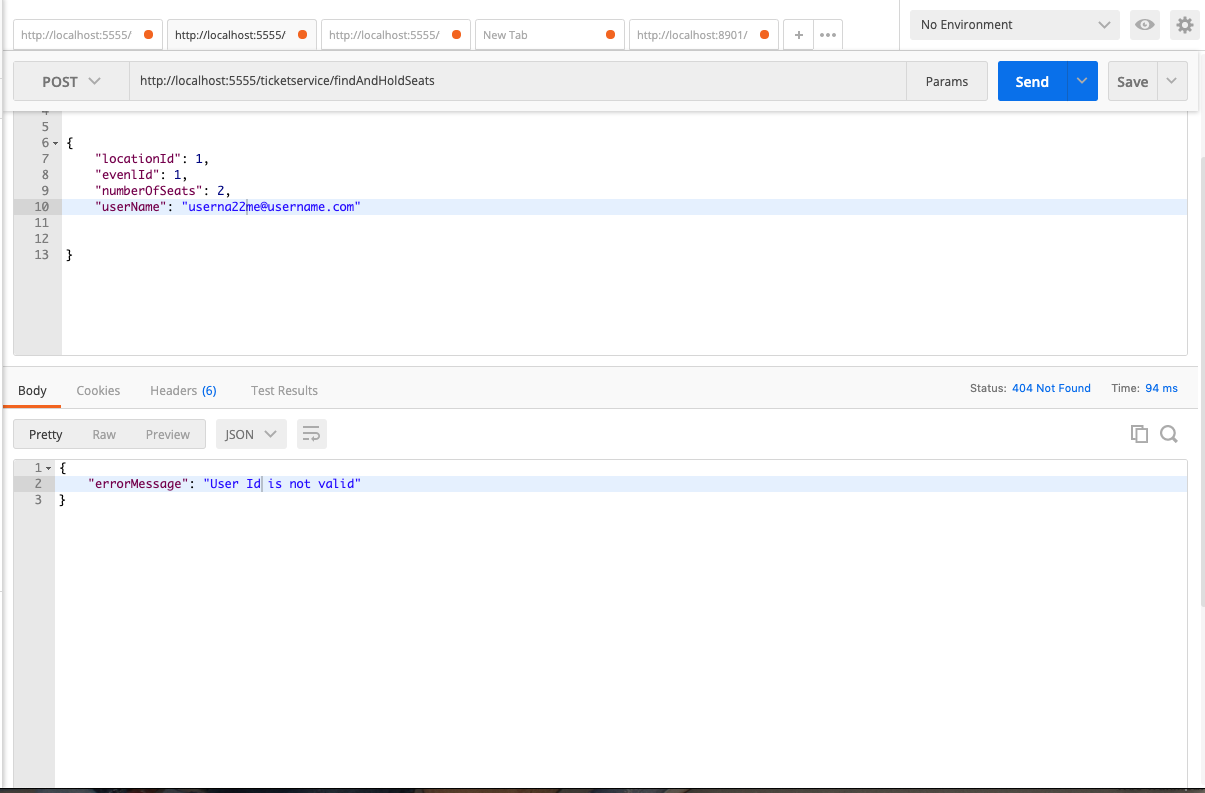 http://localhost:5555/ http://localhost:5555/ http://localhost:5555/ New Tab http://localhost:8901/ + ••• No Environment
POST http://localhost:5555/ticketservice/findAndHoldSeats Params Send Save
4
5
6 {
7 "locationId": 1,
8 "evenlId": 1,
9 "numberOfSeats": 2,
10 "userName": "userna22me@username.com"
11
12
13 }
Body Cookies Headers (6) Test Results Status: 404 Not Found Time: 94 ms
Pretty Raw Preview JSON
1 {
2 "errorMessage": "User Id is not valid"
3 }